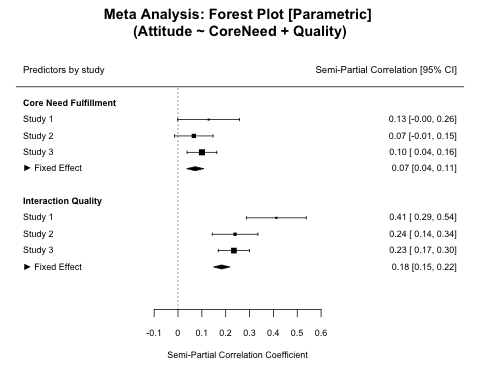 Meta Analysis: Forest Plot [Parametric]
(Attitude ~ CoreNeed + Quality)
Predictors by study Semi-Partial Correlation [95% CI]
Core Need Fulfillment
Study 1 0.13 [-0.00, 0.26]
Study 2 0.07 [-0.01, 0.15]
Study 3 0.10 [ 0.04, 0.16]
► Fixed Effect 0.07 [0.04, 0.11]
Interaction Quality
Study 1 0.41 [ 0.29, 0.54]
Study 2 0.24 [ 0.14, 0.34]
Study 3 0.23 [ 0.17, 0.30]
► Fixed Effect 0.18 [0.15, 0.22]
-0.1 0 0.1 0.2 0.3 0.4 0.5 0.6
Semi-Partial Correlation Coefficient